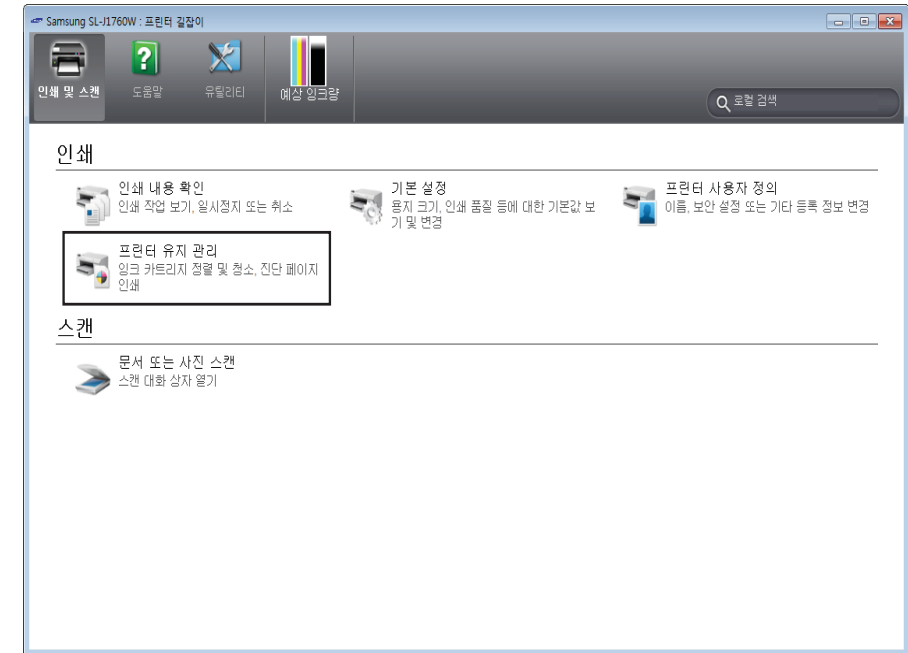 Samsung SL-J1760W : 프린터 길잡이
인쇄 및 스캔
도움말
유틸리티
예상 잉크량
로컬 검색
인쇄
인쇄 내용 확인
인쇄 작업 보기, 일시정지 또는 취소
기본 설정
용지 크기, 인쇄 품질 등에 대한 기본값 보
기 및 변경
프린터 사용자 정의
이름, 보안 설정 또는 기타 등록 정보 변경
프린터 유지 관리
잉크 카트리지 정렬 및 청소, 진단 페이지
인쇄
스캔
문서 또는 사진 스캔
스캔 대화 상자 열기